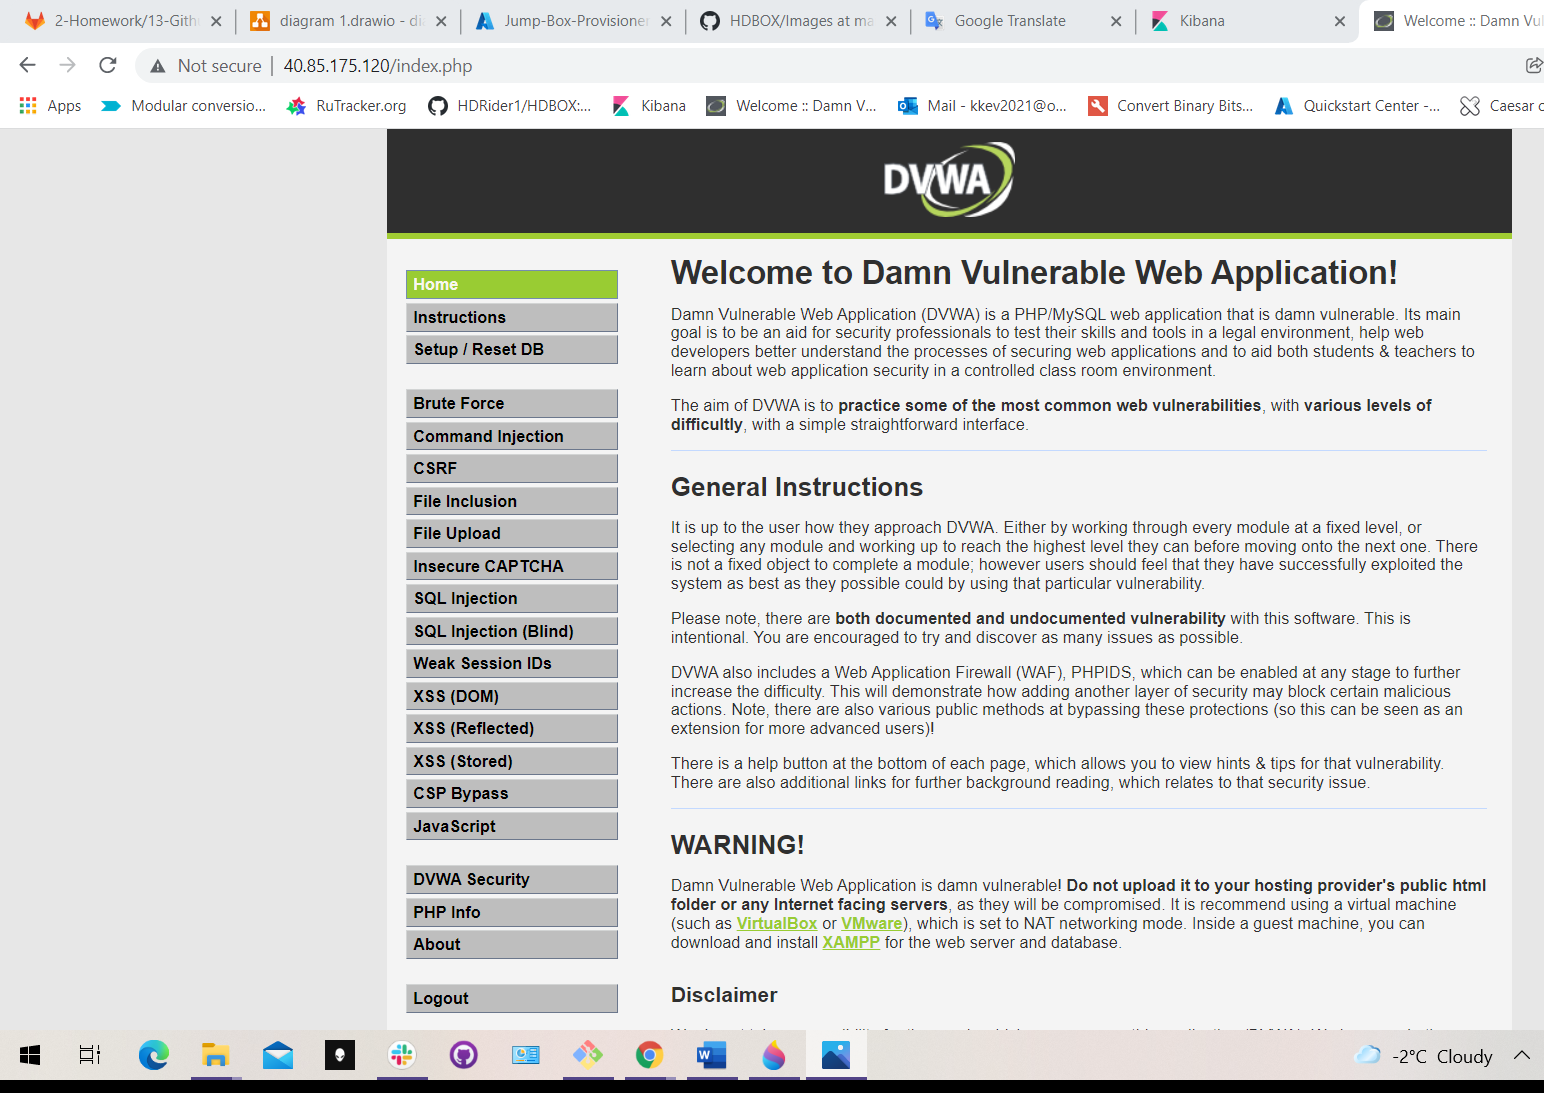 2-Homework/13-Gith
diagram 1.drawio - di
Jump-Box-Provisioner
HDBOX/Images at ma
Google Translate
Kibana
Welcome :: Damn Vul
Not secure
40.85.175.120/index.php
Apps
Modular conversio...
RuTracker.org
HDRider1/HDBOX:...
Kibana
Welcome :: Damn V...
Mail - kkev2021@o...
Convert Binary Bits...
Quickstart Center -...
Caesar c
DVWA
Home
Instructions
Setup / Reset DB
Brute Force
Command Injection
CSRF
File Inclusion
File Upload
Insecure CAPTCHA
SQL Injection
SQL Injection (Blind)
Weak Session IDs
XSS (DOM)
XSS (Reflected)
XSS (Stored)
CSP Bypass
JavaScript
DVWA Security
PHP Info
About
Logout
Welcome to Damn Vulnerable Web Application!
Damn Vulnerable Web Application (DVWA) is a PHP/MySQL web application that is damn vulnerable. Its main
goal is to be an aid for security professionals to test their skills and tools in a legal environment, help web
developers better understand the processes of securing web applications and to aid both students & teachers to
learn about web application security in a controlled class room environment.
The aim of DVWA is to practice some of the most common web vulnerabilities, with various levels of
difficultly, with a simple straightforward interface.
General Instructions
It is up to the user how they approach DVWA. Either by working through every module at a fixed level, or
selecting any module and working up to reach the highest level they can before moving onto the next one. There
is not a fixed object to complete a module; however users should feel that they have successfully exploited the
system as best as they possible could by using that particular vulnerability.
Please note, there are both documented and undocumented vulnerability with this software. This is
intentional. You are encouraged to try and discover as many issues as possible.
DVWA also includes a Web Application Firewall (WAF), PHPIDS, which can be enabled at any stage to further
increase the difficulty. This will demonstrate how adding another layer of security may block certain malicious
actions. Note, there are also various public methods at bypassing these protections (so this can be seen as an
extension for more advanced users)!
There is a help button at the bottom of each page, which allows you to view hints & tips for that vulnerability.
There are also additional links for further background reading, which relates to that security issue.
WARNING!
Damn Vulnerable Web Application is damn vulnerable! Do not upload it to your hosting provider's public html
folder or any Internet facing servers, as they will be compromised. It is recommend using a virtual machine
(such as VirtualBox or VMware), which is set to NAT networking mode. Inside a guest machine, you can
download and install XAMPP for the web server and database.
Disclaimer
-2°C Cloudy